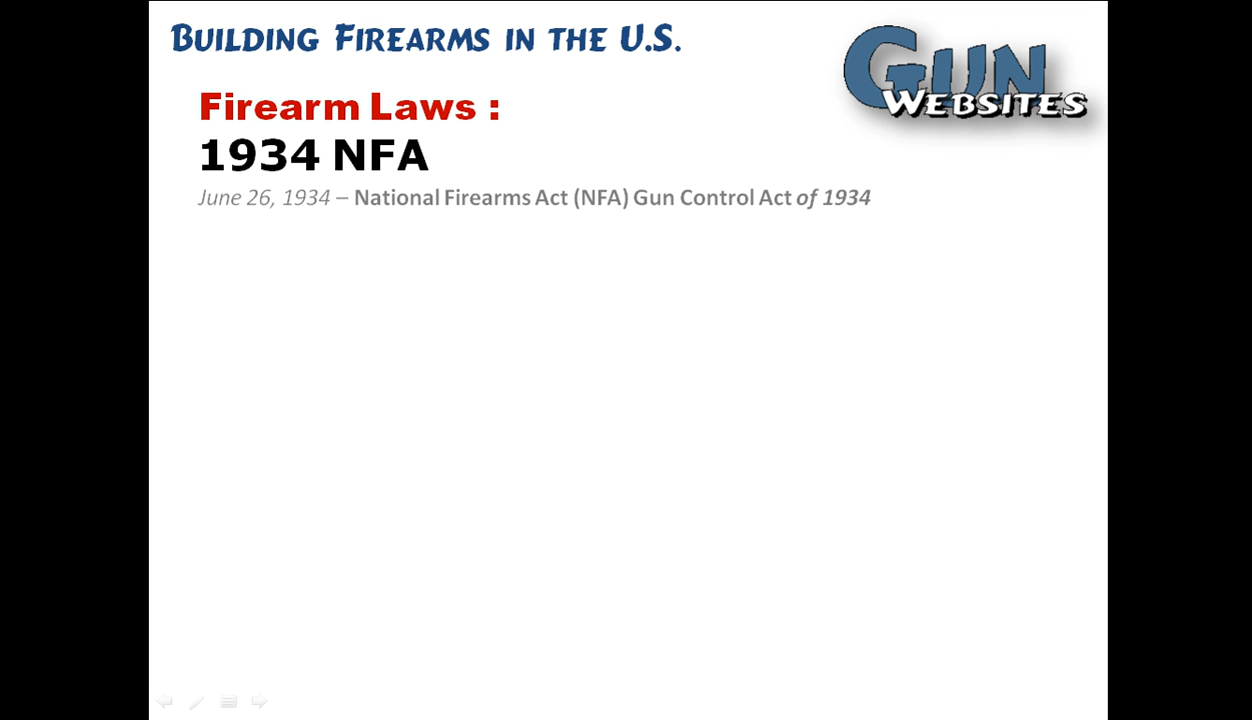 BUILDING FIREARMS IN THE U.S.
GUN
WEBSITES
Firearm Laws :
1934 NFA
June 26, 1934 – National Firearms Act (NFA) Gun Control Act of 1934